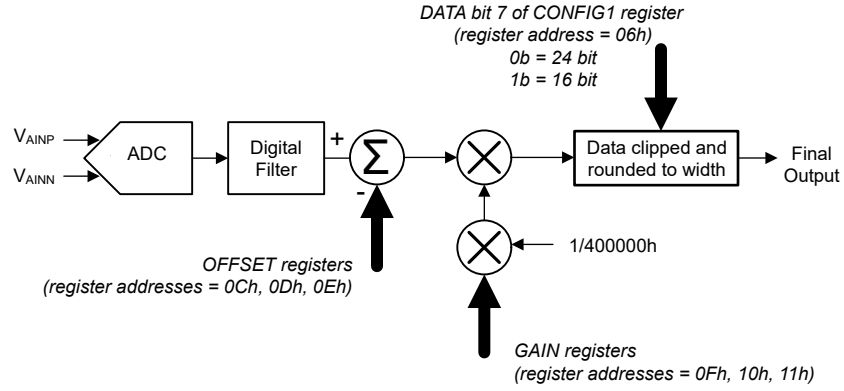 DATA bit 7 of CONFIG1 register
(register address = 06h)
0b = 24 bit
1b = 16 bit
VAINP
VAINN
ADC
Digital
Filter
+
Σ
-
Data clipped and
rounded to width
Final
Output
1/400000h
OFFSET registers
(register addresses = 0Ch, 0Dh, 0Eh)
GAIN registers
(register addresses = 0Fh, 10h, 11h)